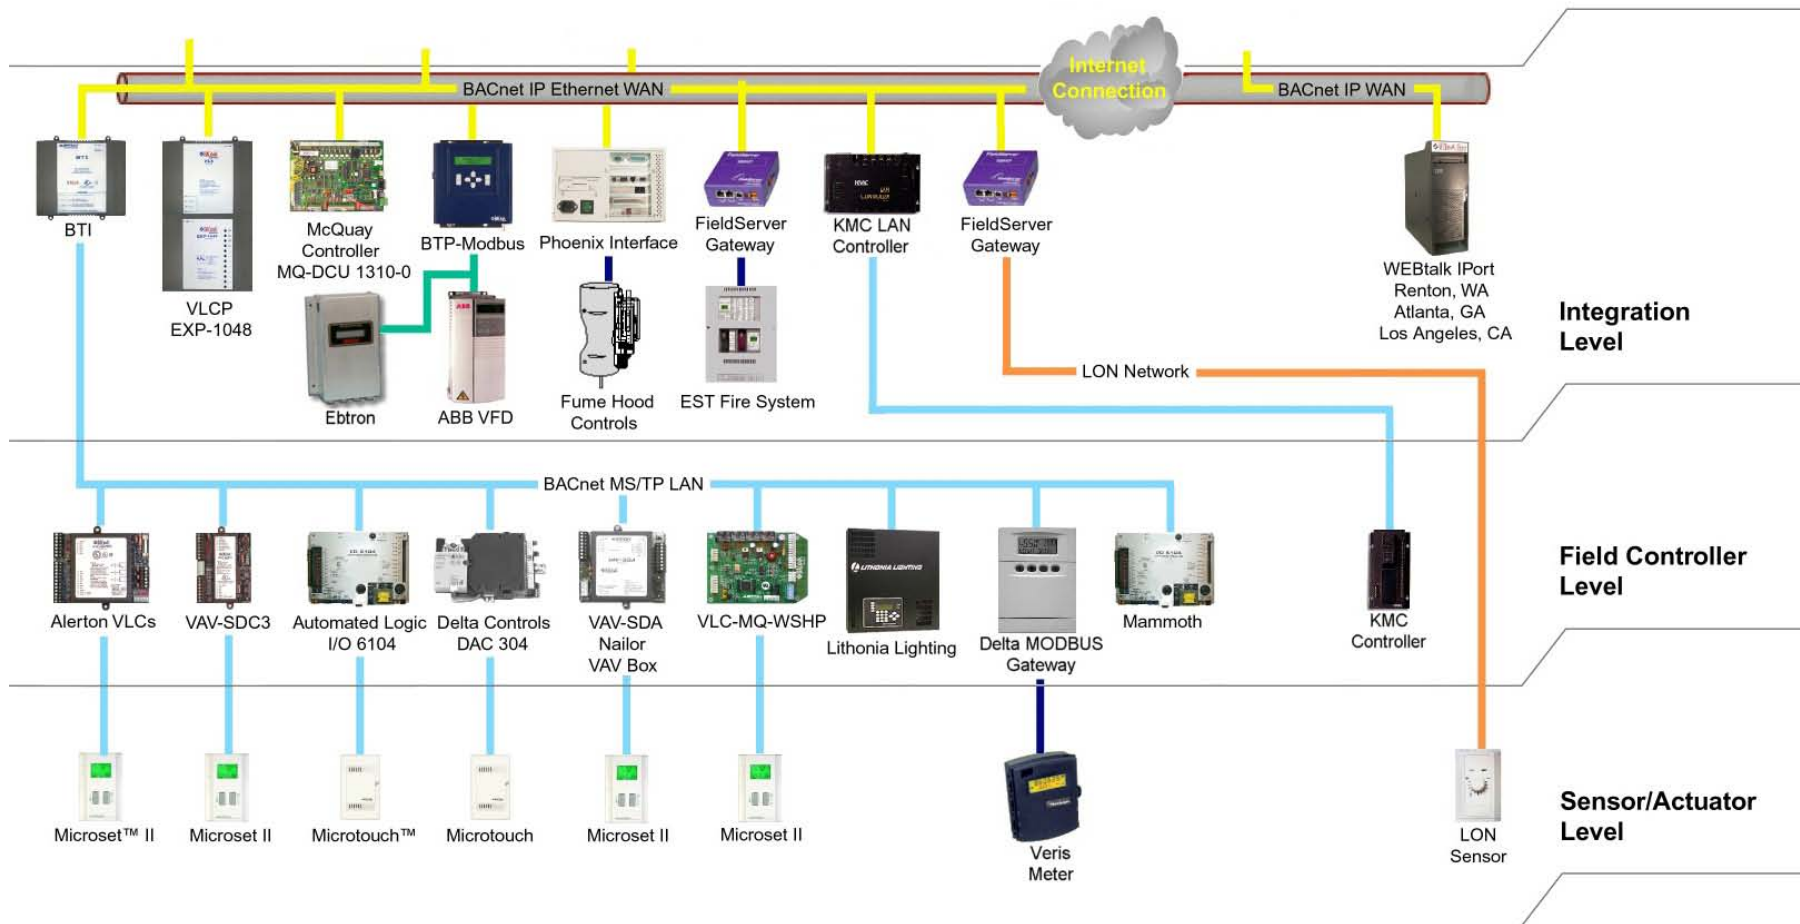 Internet
Connection
BACnet IP Ethernet WAN
BACnet IP WAN
BTI
VLCP
EXP-1048
McQuay
Controller
MQ-DCU 1310-0
BTP-Modbus
Phoenix Interface
FieldServer
Gateway
KMC LAN
Controller
FieldServer
Gateway
WEBtalk IPort
Renton, WA
Atlanta, GA
Los Angeles, CA
Integration
Level
ABB
Ebtron
ABB VFD
Fume Hood
Controls
EST Fire System
LON Network
BACnet MS/TP LAN
LITHONIA LIGHTING
Alerton VLCs
VAV-SDC3
Automated Logic
I/O 6104
Delta Controls
DAC 304
VAV-SDA
Nailor
VAV Box
VLC-MQ-WSHP
Lithonia Lighting
Delta MODBUS
Gateway
Mammoth
KMC
Controller
Field Controller
Level
Microset™ II
Microset II
Microtouch™
Microtouch
Microset II
Microset II
Veris
Meter
LON
Sensor
Sensor/Actuator
Level